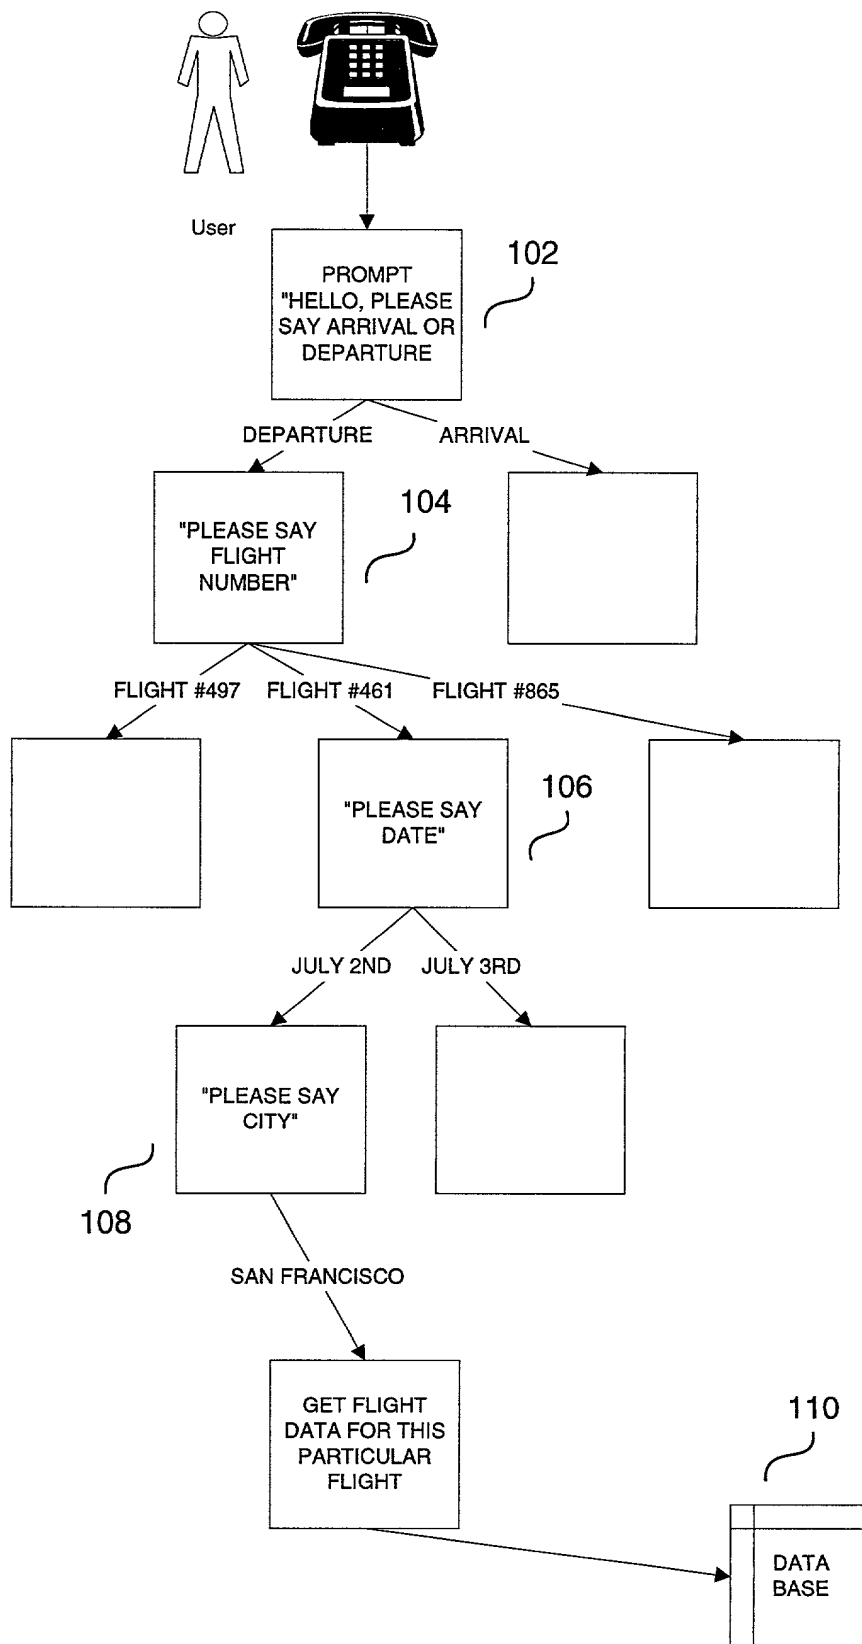 User
PROMPT
"HELLO, PLEASE
SAY ARRIVAL OR
DEPARTURE
102
DEPARTURE
ARRIVAL
"PLEASE SAY
FLIGHT
NUMBER"
104
FLIGHT #497
FLIGHT #461
FLIGHT #865
"PLEASE SAY
DATE"
106
JULY 2ND
JULY 3RD
"PLEASE SAY
CITY"
108
SAN FRANCISCO
GET FLIGHT
DATA FOR THIS
PARTICULAR
FLIGHT
110
DATA
BASE